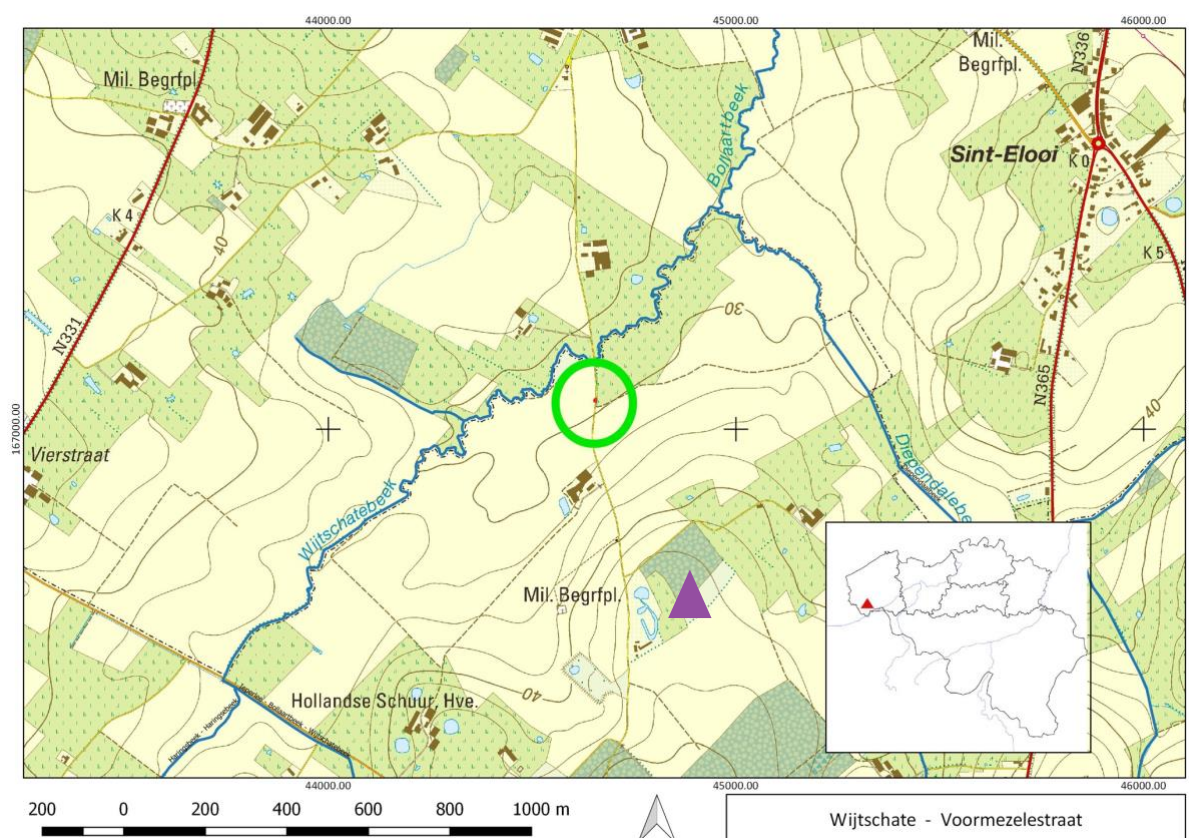 44000.00
45000.00
46000.00
Mil. Begrfpl.
Mil.
Begrfpl.
N336
Bollaartbeek
Sint-Elooi
K 0
K 4
40
K 5
N331
30
N365
167000.00
40
Vierstraat
Diependalebe
Wijtschatebeek
Mil. Begrfpl.
40
Hollandse Schuur, Hve.
44000.00
45000.00
46000.00
200 0 200 400 600 800 1000 m
Wijtschate - Voormezelestraat